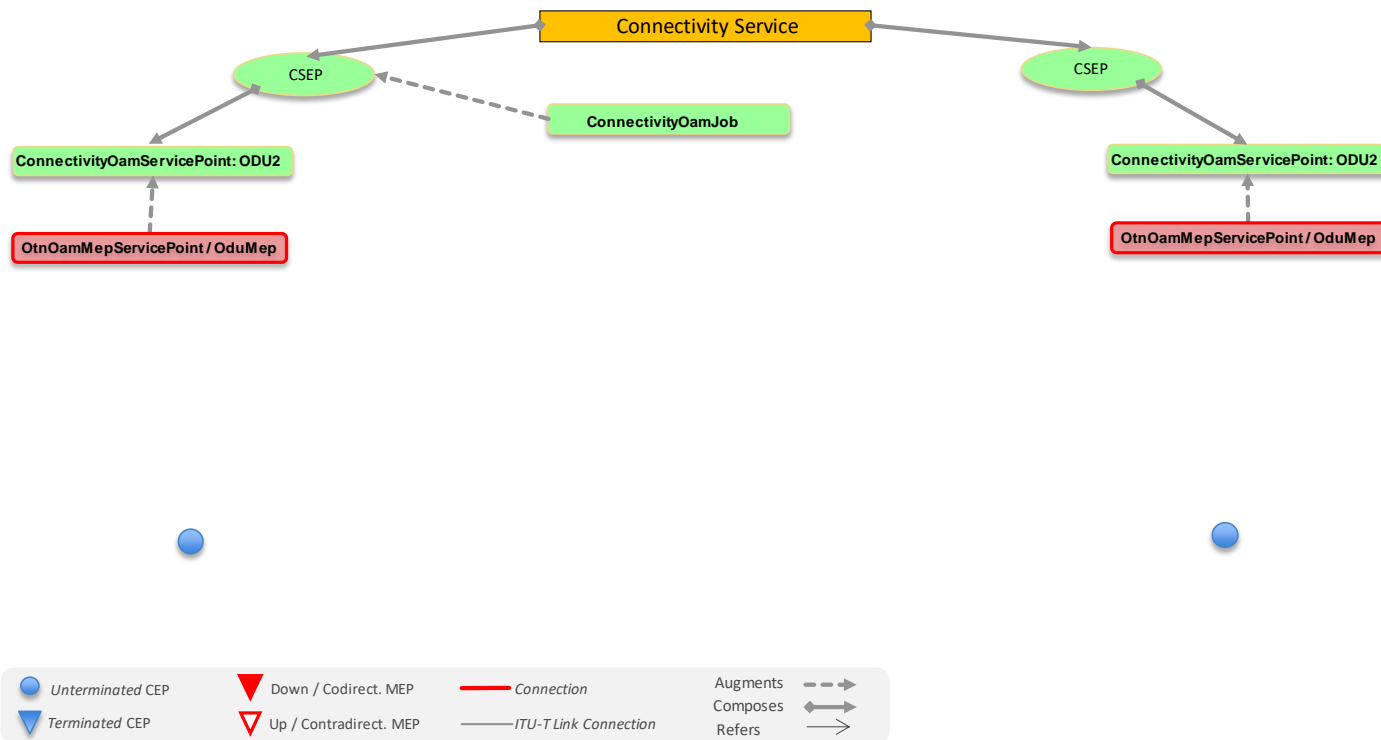 Connectivity Service
CSEP
CSEP
ConnectivityOamJob
ConnectivityOamServicePoint: ODU2
ConnectivityOamServicePoint: ODU2
OtnOamMepServicePoint / OduMep
OtnOamMepServicePoint / OduMep
Unterminated CEP
Down / Codirect. MEP
Connection
Augments
Composes
Terminated CEP
Up / Contradirect. MEP
ITU-T Link Connection
Refers